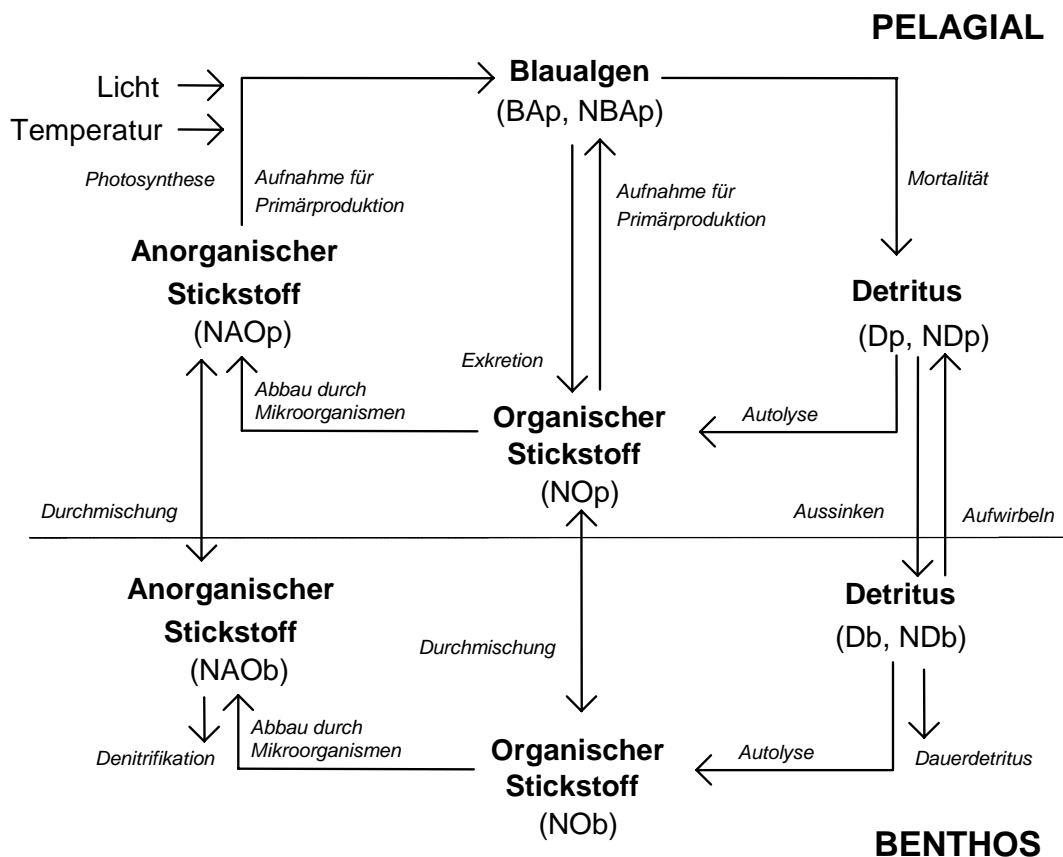 PELAGIAL
Licht
Temperatur
Blaualgen
(BAp, NBAp)
Photosynthese
Aufnahme für
Primärproduktion
Aufnahme für
Primärproduktion
Mortalität
Anorganischer
Stickstoff
(NAOp)
Detritus
(Dp, NDp)
Exkretion
Abbau durch
Mikroorganismen
Organischer
Stickstoff
(NOp)
Autolyse
Durchmischung
Aussinken
Aufwirbeln
Anorganischer
Stickstoff
(NAOb)
Durchmischung
Detritus
(Db, NDb)
Denitrifikation
Abbau durch
Mikroorganismen
Organischer
Stickstoff
(NOb)
Autolyse
Dauerdetritus
BENTHOS